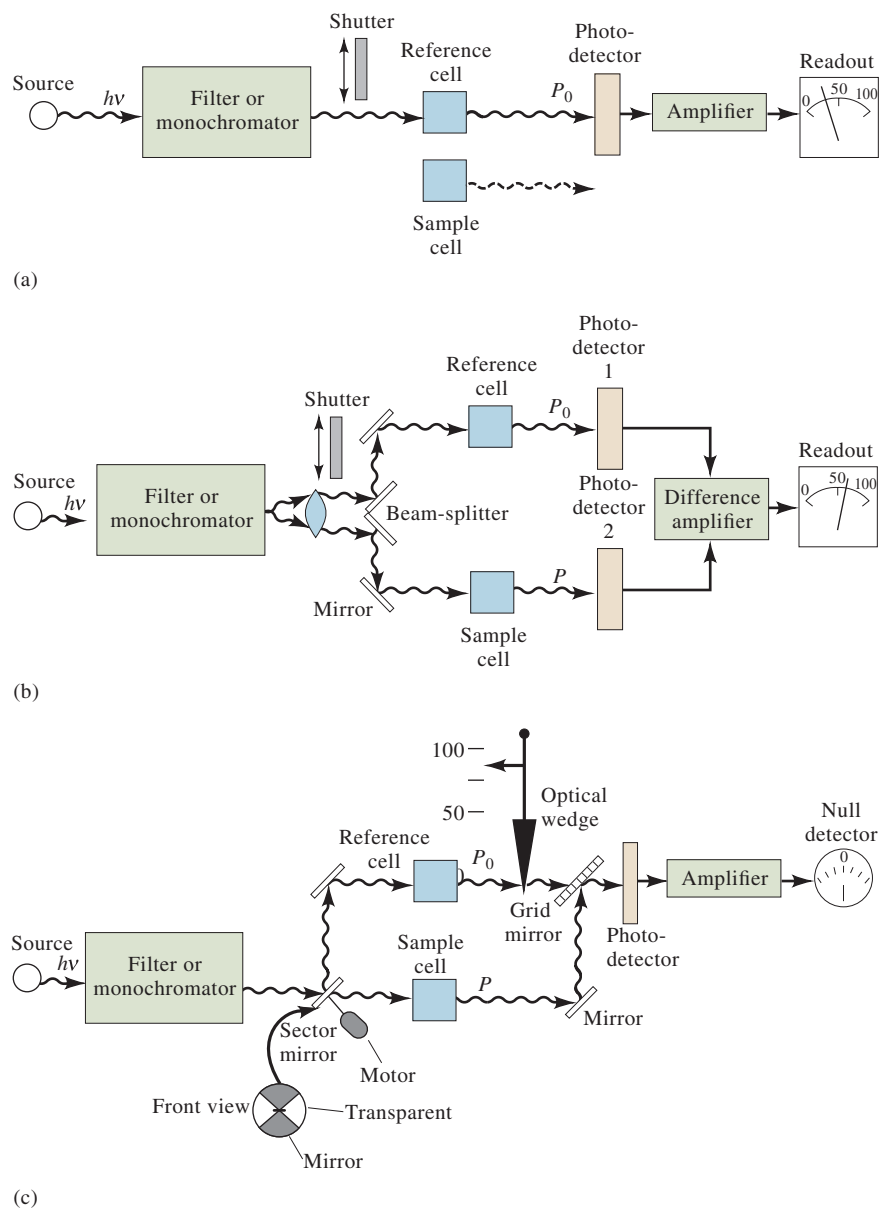 Shutter
Source
hν
Filter or
monochromator
Reference
cell
P0
Photo-
detector
Amplifier
Readout
0 50 100
Sample
cell
(a)
Shutter
Source
hν
Filter or
monochromator
Beam-splitter
Mirror
Reference
cell
P0
Photo-
detector
1
Photo-
detector
2
Sample
cell
P
Difference
amplifier
Readout
0 50 100
(b)
100
50
Optical
wedge
Reference
cell
P0
Grid
mirror
Photo-
detector
Amplifier
Null
detector
0
Source
hν
Filter or
monochromator
Sample
cell
P
Mirror
Sector
mirror
Motor
Front view
Transparent
Mirror
(c)